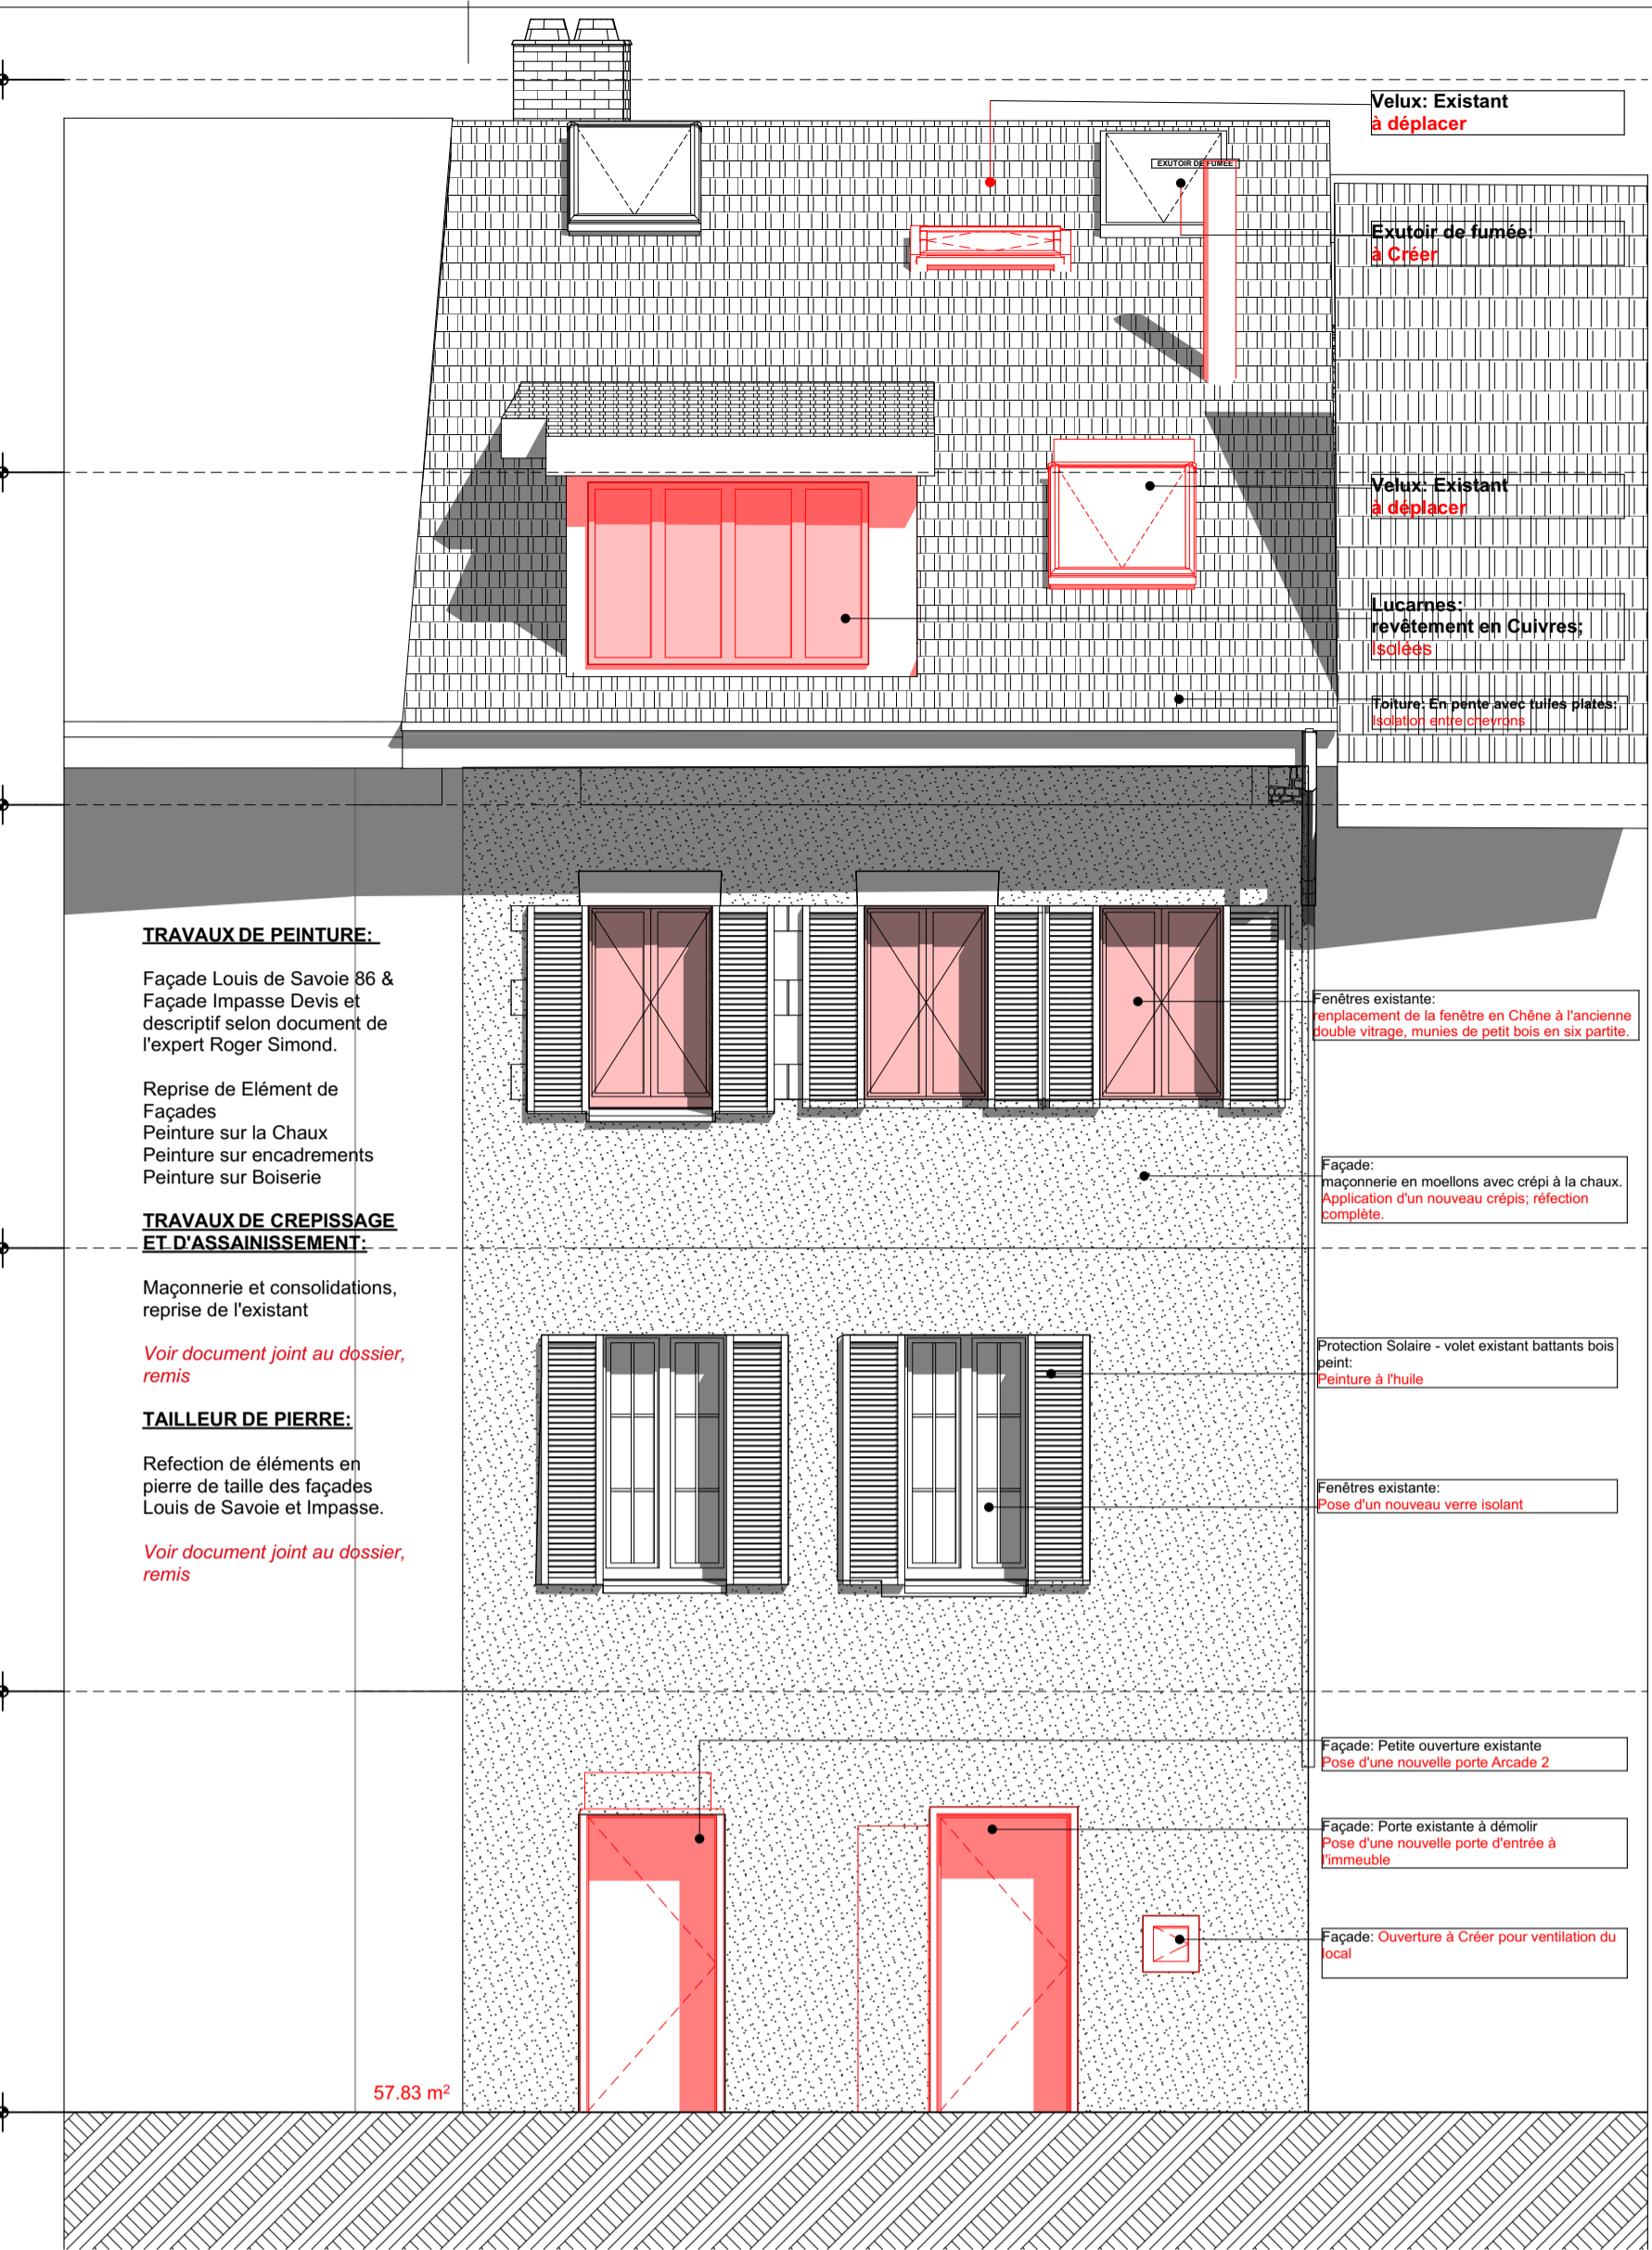 Velux: Existant
à déplacer
EXUTOIR DE FUMÉE
Exutoir de fumée:
à Créer
Velux: Existant
à déplacer
Lucarnes:
revêtement en Cuivres;
Isolées
Toiture: En pente avec tuiles plates:
Isolation entre chevrons
TRAVAUX DE PEINTURE:
Façade Louis de Savoie 86 &
Façade Impasse Devis et
descriptif selon document de
l'expert Roger Simond.
Reprise de Elément de
Façades
Peinture sur la Chaux
Peinture sur encadrements
Peinture sur Boiserie
TRAVAUX DE CREPISSAGE
ET D'ASSAINISSEMENT:
Maçonnerie et consolidations,
reprise de l'existant
Voir document joint au dossier,
remis
TAILLEUR DE PIERRE:
Refection de éléments en
pierre de taille des façades
Louis de Savoie et Impasse.
Voir document joint au dossier,
remis
Fenêtres existante:
renplacement de la fenêtre en Chêne à l'ancienne
double vitrage, munies de petit bois en six partite.
Façade:
maçonnerie en moellons avec crépi à la chaux.
Application d'un nouveau crépis; réfection
complète.
Protection Solaire - volet existant battants bois
peint:
Peinture à l'huile
Fenêtres existante:
Pose d'un nouveau verre isolant
Façade: Petite ouverture existante
Pose d'une nouvelle porte Arcade 2
Façade: Porte existante à démolir
Pose d'une nouvelle porte d'entrée à
l'immeuble
Façade: Ouverture à Créer pour ventilation du
local
57.83 m²